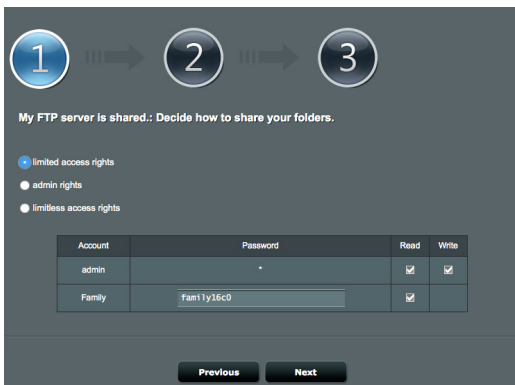 1 2 3
My FTP server is shared.: Decide how to share your folders.
limited access rights
admin rights
limitless access rights
Account Password Read Write
admin *
Family family16c0
Previous Next